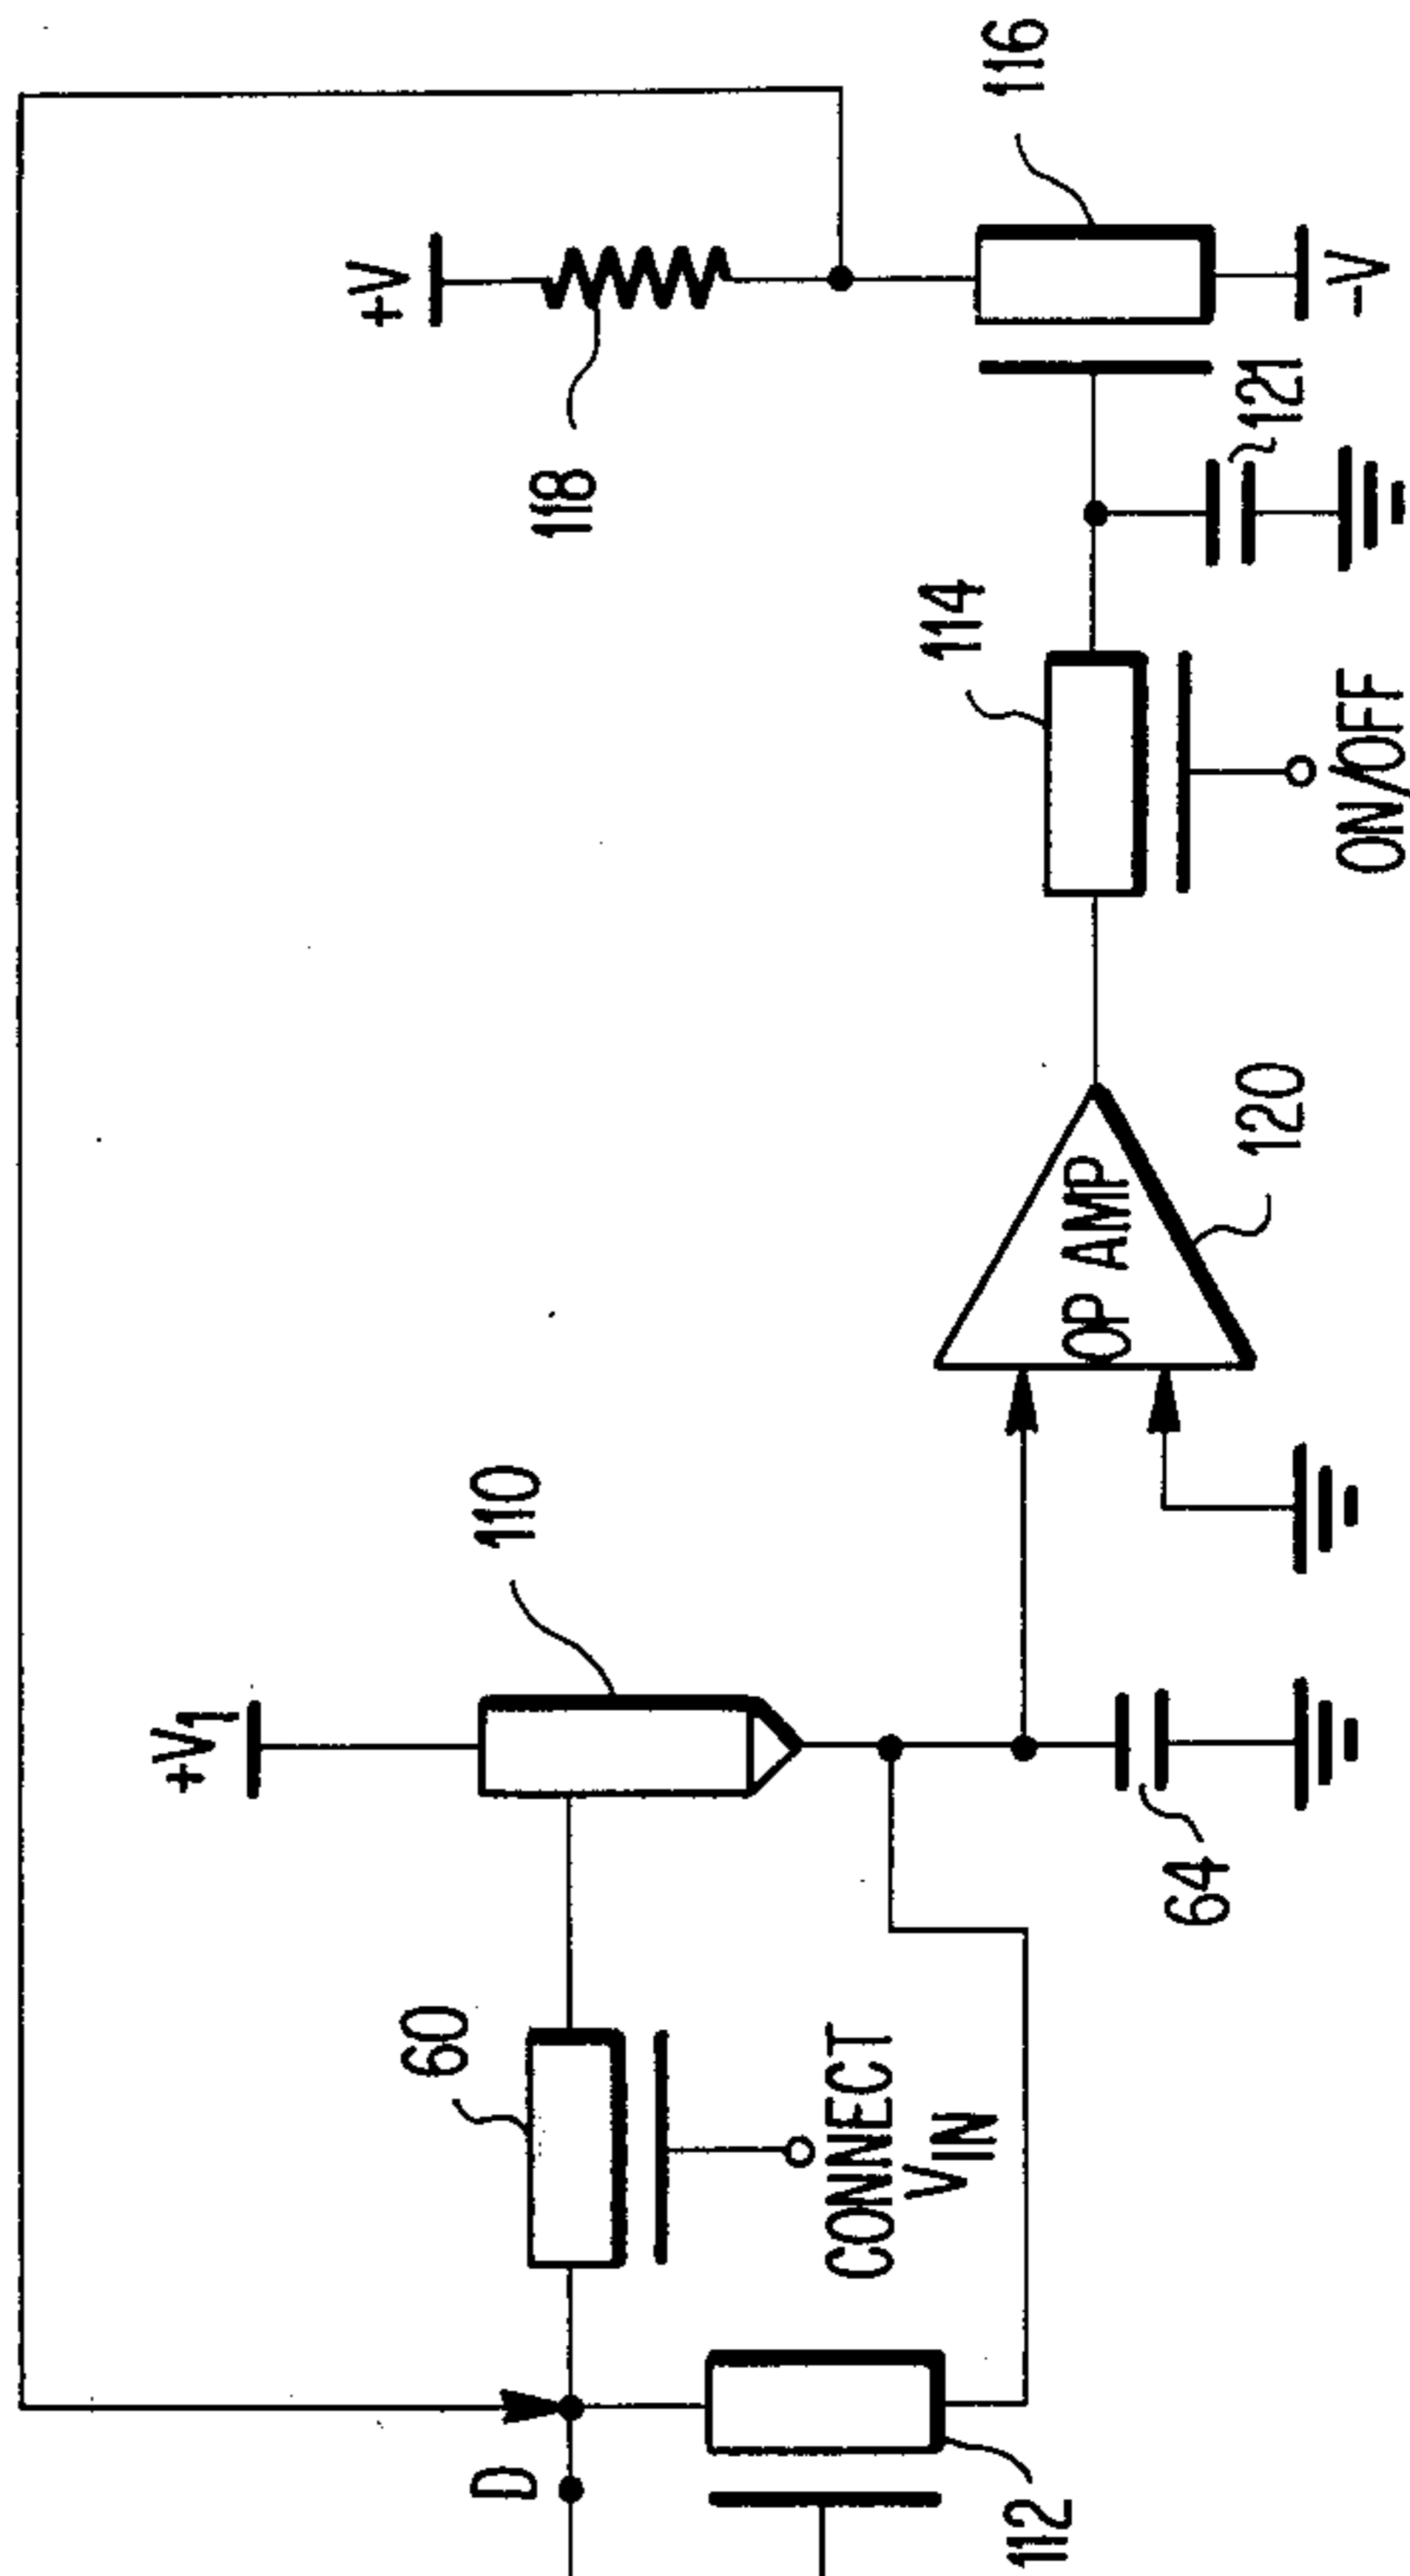 116
+V
-V
118
121
114
ON/OFF
OP AMP
120
110
+V1
64
60
CONNECT
VIN
D
112